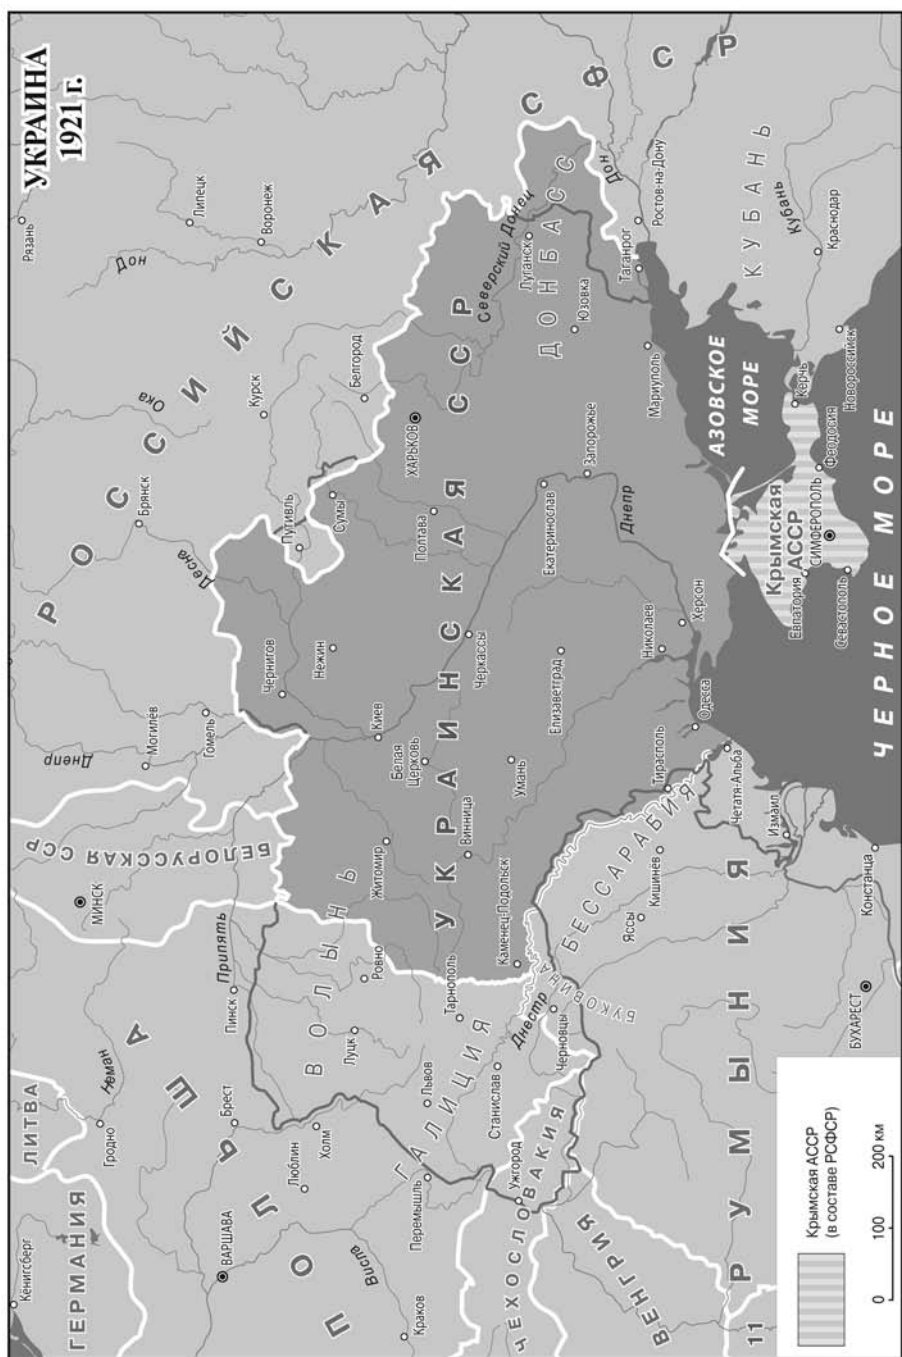 УКРАИНА
1921 г.
Кенигсберг
ГЕРМАНИЯ
ЛИТВА
Гродно
Неман
МИНСК
БЕЛОРУССКАЯ ССР
Могилёв
Днепр
Гомель
РОССИЙСКАЯ СФСР
Брянск
Десна
Ока
Курск
Рязань
Липецк
Воронеж
Дон
ПОЛЬША
ВАРШАВА
Брест
Пинск
Припять
Люблин
Холм
Висла
Краков
Перемышль
ГАЛИЦИЯ
Львов
ВОЛЫНЬ
Луцк
Ровно
Тарнополь
Станислав
Днестр
Житомир
Киев
Чернигов
Нежин
Путивль
Сумы
Белгород
ХАРЬКОВ
Полтава
УКРАИНСКАЯ ССР
Белая
Церковь
Винница
Черкассы
Умань
Каменец-Подольск
Елизаветград
Екатеринослав
Запорожье
Днепр
Северский Донец
Луганск
ДОНБАСС
Юзовка
Мариуполь
Таганрог
Дон
Ростов-на-Дону
ЧЕХОСЛОВАКИЯ
Ужгород
ВЕНГРИЯ
Черновцы
БУКОВИНА
БЕССАРАБИЯ
Яссы
Кишинёв
Тирасполь
Николаев
Херсон
Одесса
Четатя-Альба
Измаил
РУМЫНИЯ
БУХАРЕСТ
Констанца
АЗОВСКОЕ
МОРЕ
Крымская
АССР
Евпатория
СИМФЕРОПОЛЬ
Севастополь
Феодосия
Керчь
Новороссийск
КУБАНЬ
Кубань
Краснодар
ЧЕРНОЕ МОРЕ
11
Крымская АССР
(в составе РСФСР)
0 100 200 км